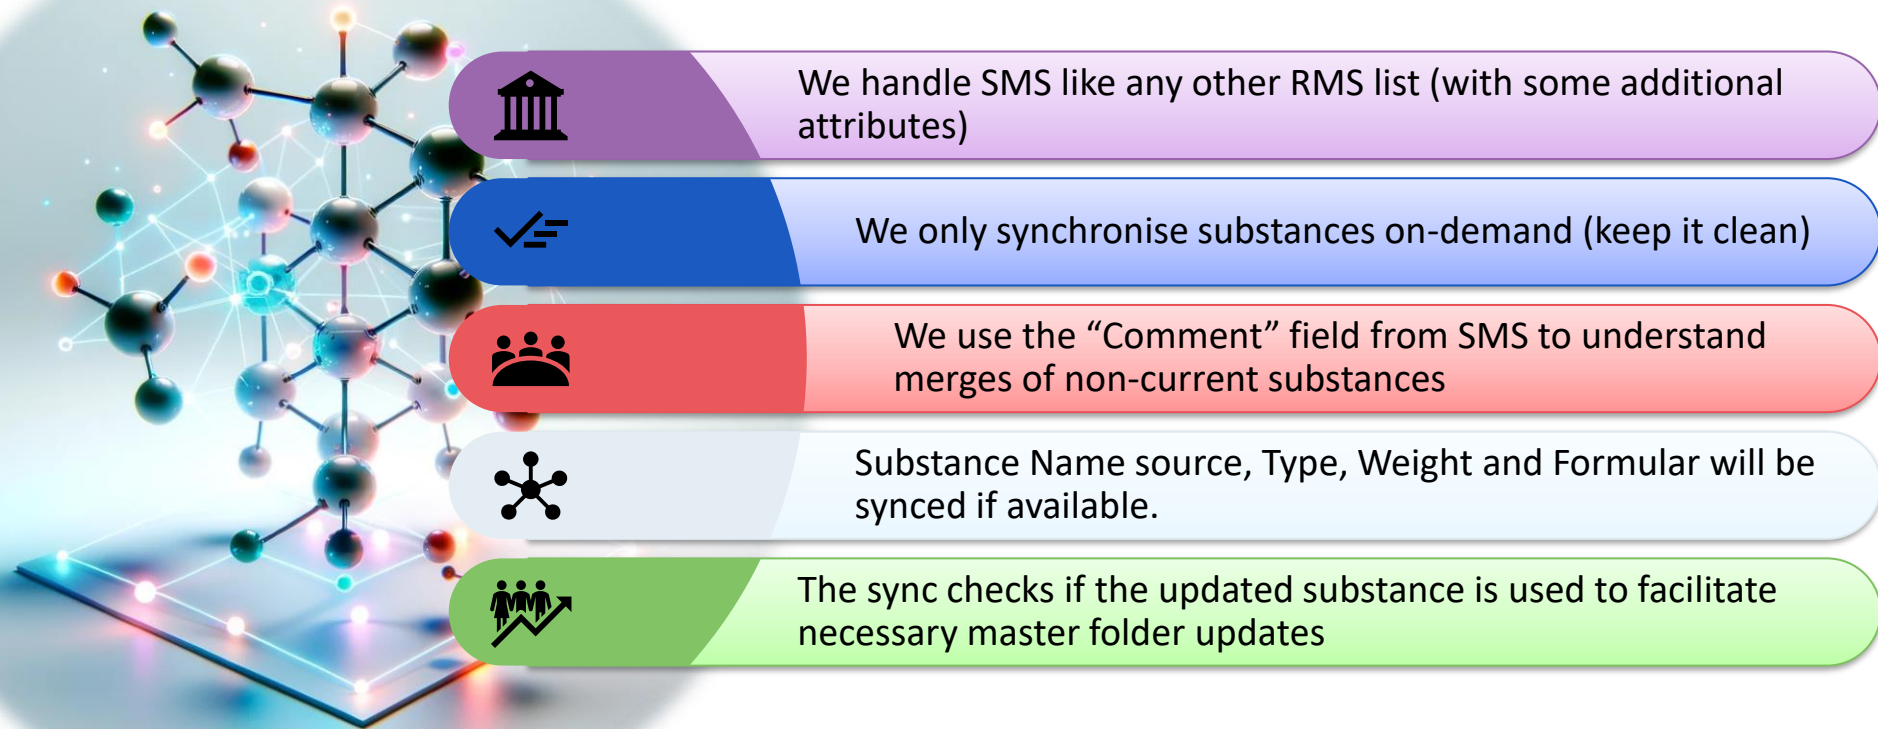 We handle SMS like any other RMS list (with some additional
attributes)
We only synchronise substances on-demand (keep it clean)
We use the “Comment” field from SMS to understand
merges of non-current substances
Substance Name source, Type, Weight and Formular will be
synced if available.
The sync checks if the updated substance is used to facilitate
necessary master folder updates